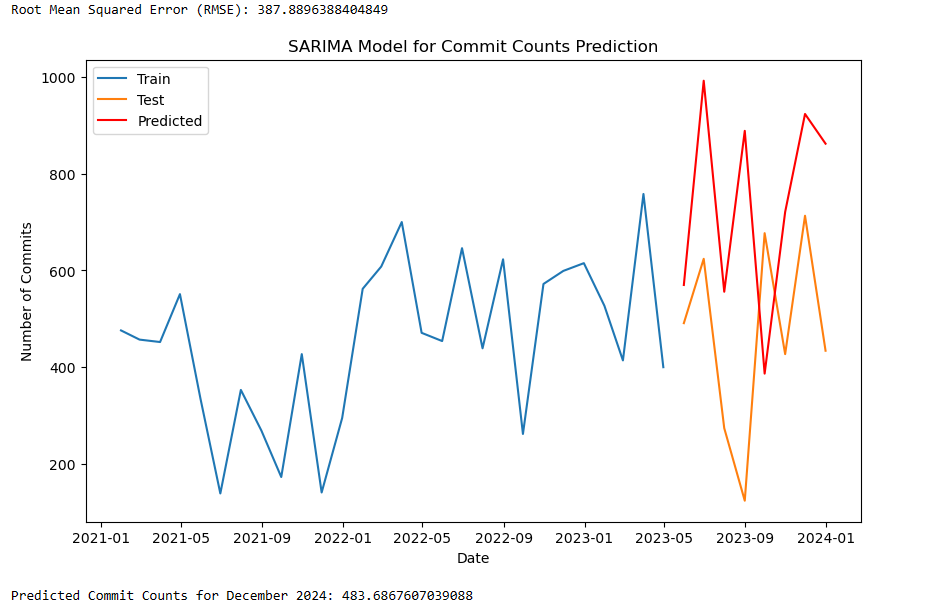 Root Mean Squared Error (RMSE): 387.8896388404849
SARIMA Model for Commit Counts Prediction
Train
Test
Predicted
Number of Commits
1000
800
600
400
200
2021-01 2021-05 2021-09 2022-01 2022-05 2022-09 2023-01 2023-05 2023-09 2024-01
Date
Predicted Commit Counts for December 2024: 483.6867607039088